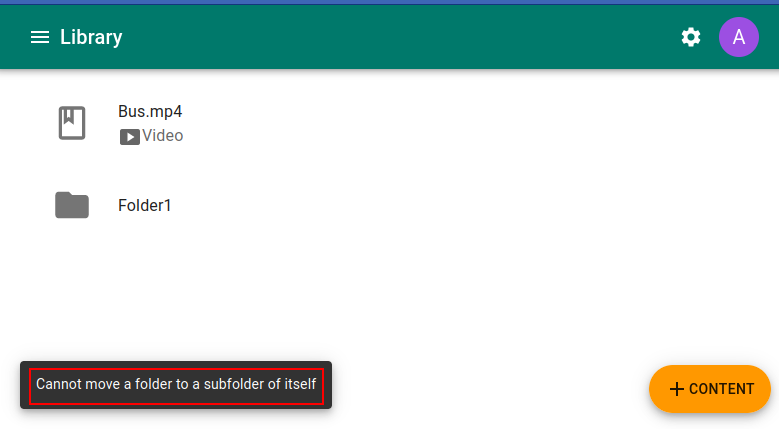 Library
A
Bus.mp4
Video
Folder1
Cannot move a folder to a subfolder of itself
CONTENT